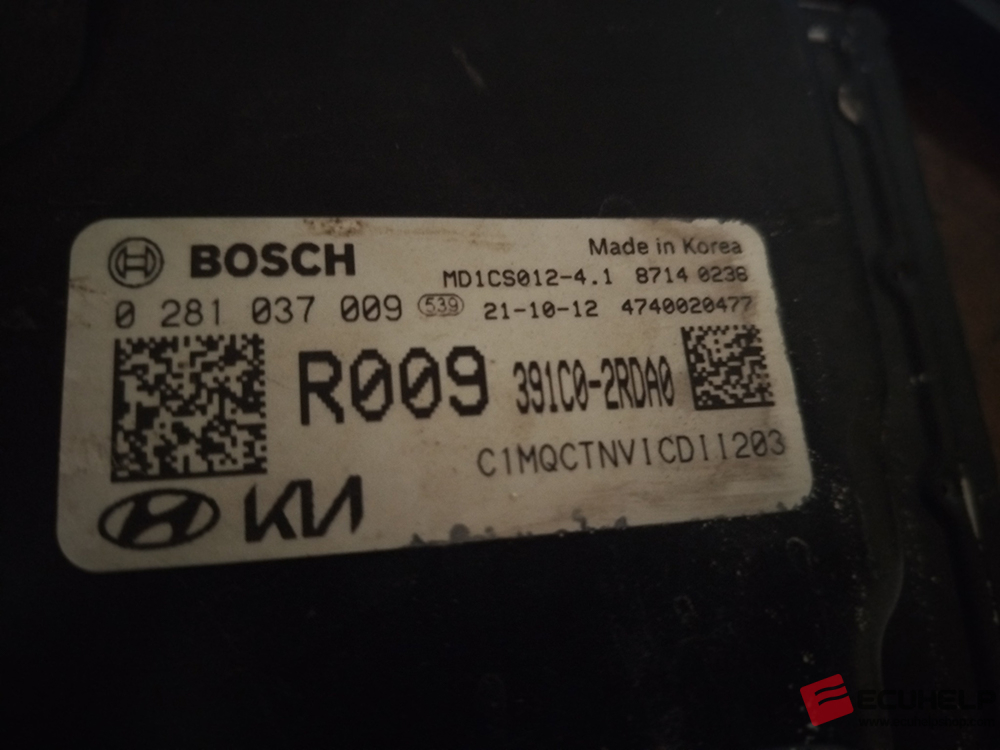 BOSCH
Made in Korea
MD1CS012-4.1 8714 0236
0 281 037 009 539 21-10-12 4740020477
R009 391C0-2RDA0
C1MQCTNVICDII203
KIA
ECUHELP